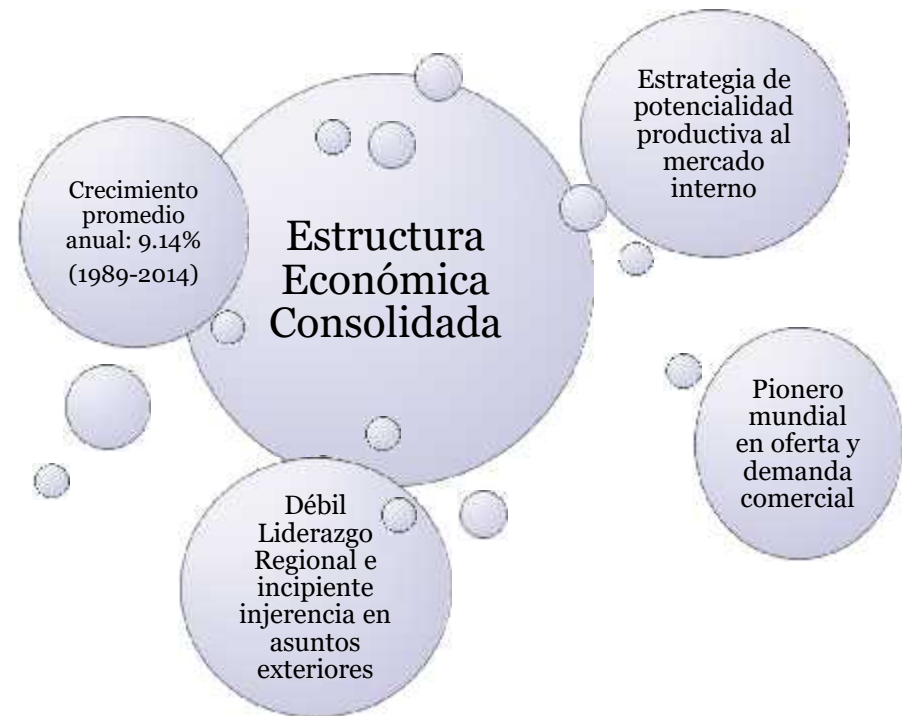 Estructura
Económica
Consolidada
Crecimiento
promedio
anual: 9.14%
(1989-2014)
Estrategia de
potencialidad
productiva al
mercado
interno
Pionero
mundial
en oferta y
demanda
comercial
Débil
Liderazgo
Regional e
incipiente
injerencia en
asuntos
exteriores